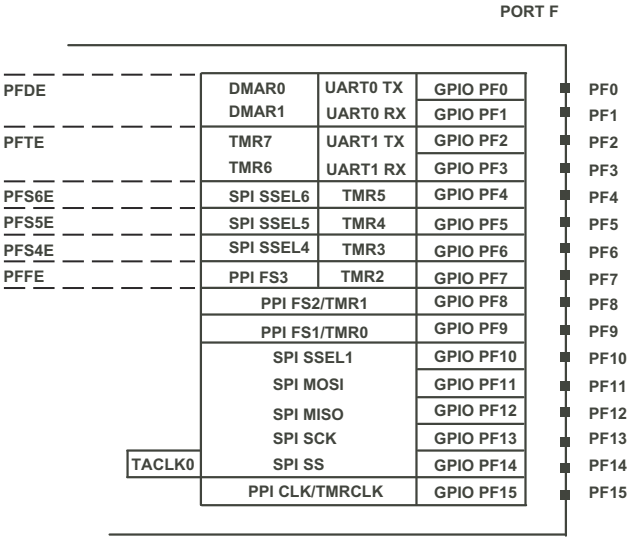 PORT F
PFDE DMAR0 UART0 TX GPIO PF0 PF0
DMAR1 UART0 RX GPIO PF1 PF1
PFTE TMR7 UART1 TX GPIO PF2 PF2
TMR6 UART1 RX GPIO PF3 PF3
PFS6E SPI SSEL6 TMR5 GPIO PF4 PF4
PFS5E SPI SSEL5 TMR4 GPIO PF5 PF5
PFS4E SPI SSEL4 TMR3 GPIO PF6 PF6
PFFE PPI FS3 TMR2 GPIO PF7 PF7
PPI FS2/TMR1 GPIO PF8 PF8
PPI FS1/TMR0 GPIO PF9 PF9
SPI SSEL1 GPIO PF10 PF10
SPI MOSI GPIO PF11 PF11
SPI MISO GPIO PF12 PF12
SPI SCK GPIO PF13 PF13
TACLK0 SPI SS GPIO PF14 PF14
PPI CLK/TMRCLK GPIO PF15 PF15